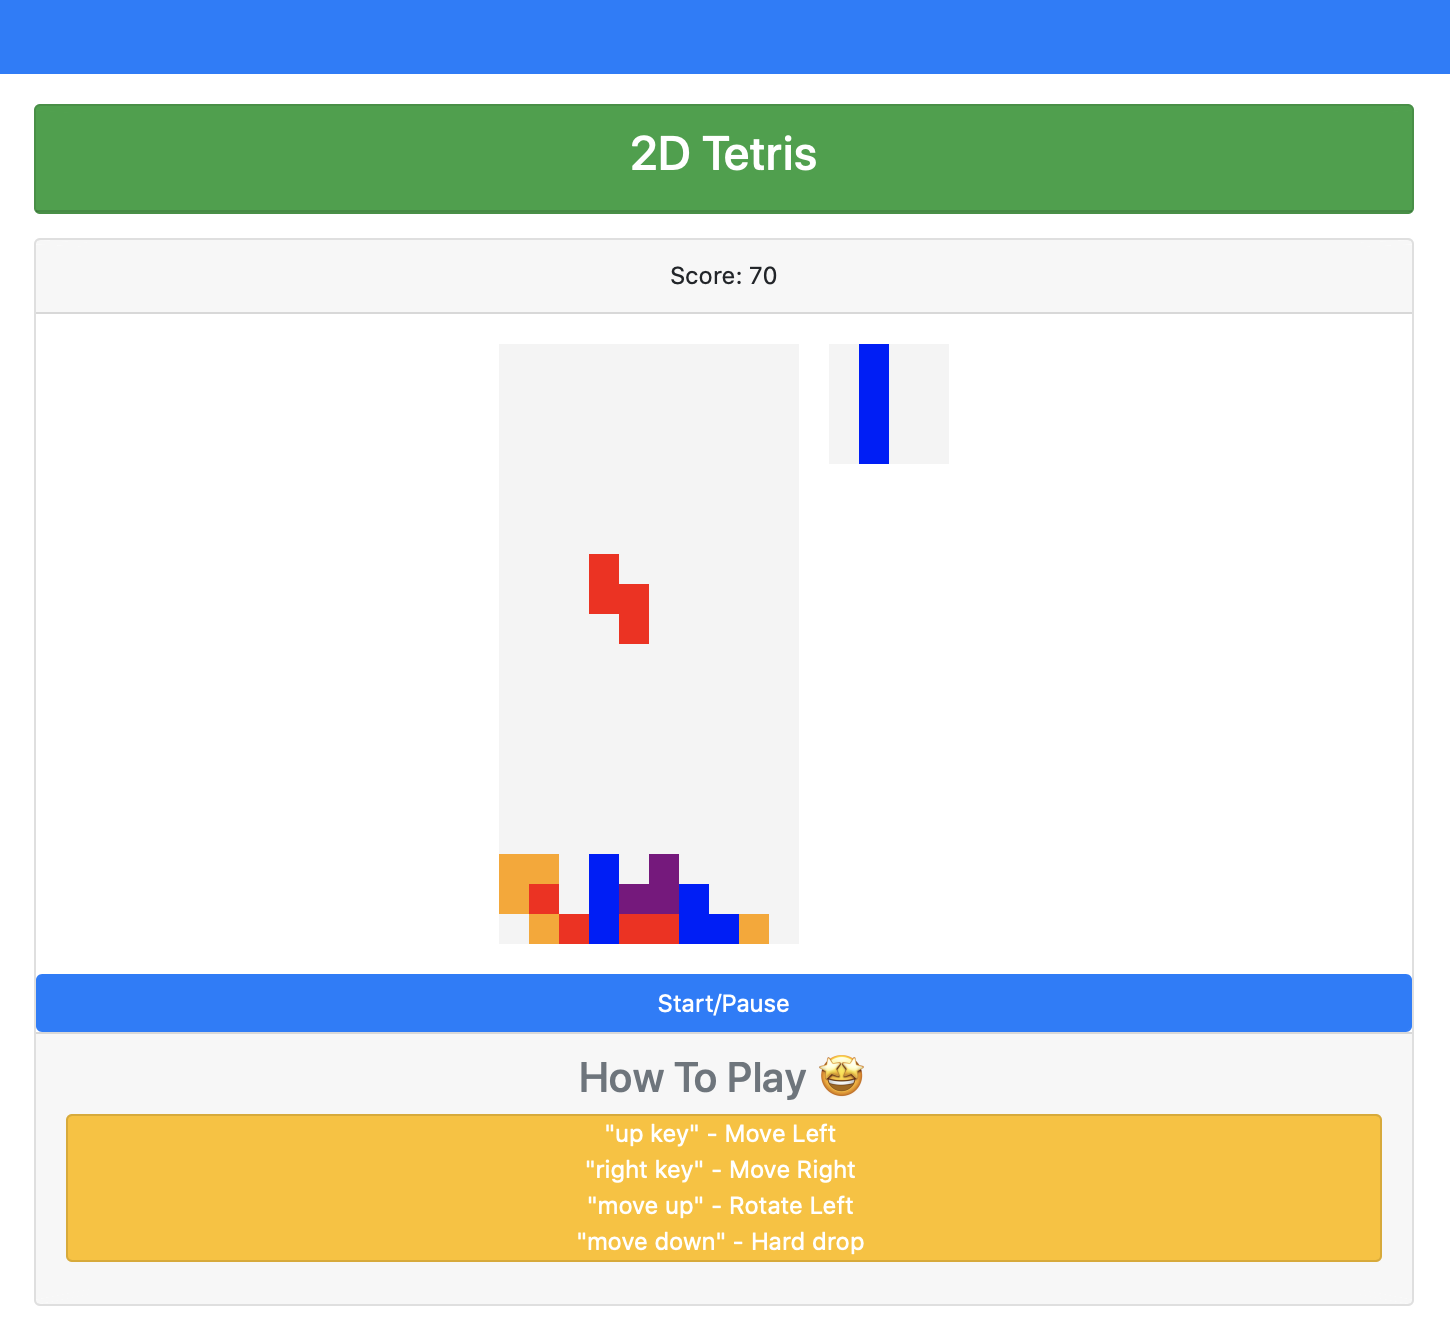 2D Tetris
Score: 70
Start/Pause
How To Play 🤩
"up key" - Move Left
"right key" - Move Right
"move up" - Rotate Left
"move down" - Hard drop